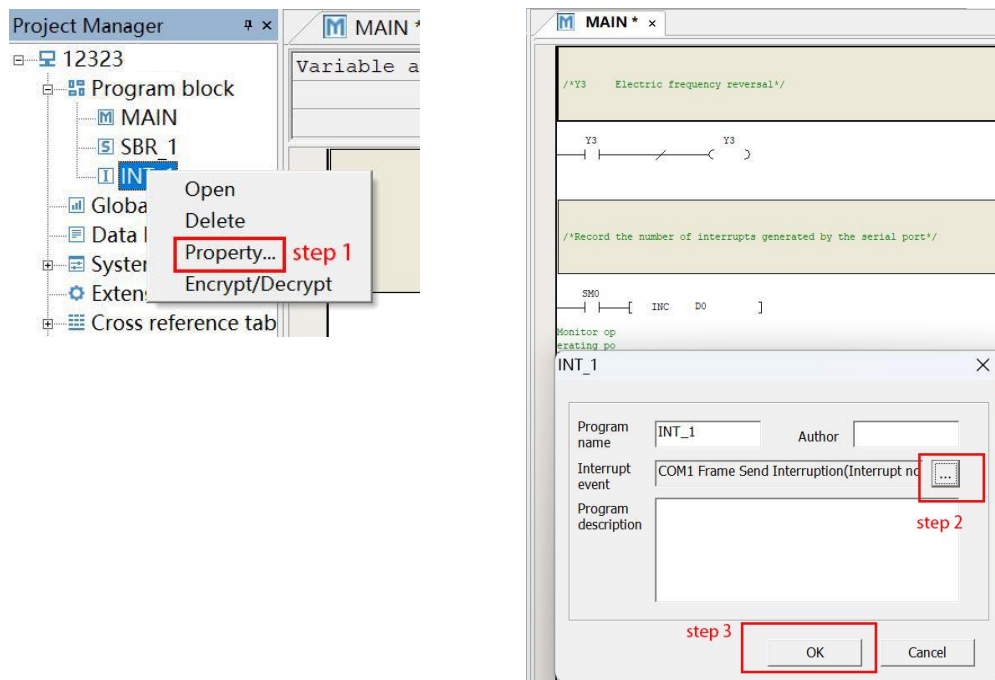 Project Manager
12323
Program block
MAIN
SBR_1
Globa
Data
System
Exten
Cross reference tab
Open
Delete
Property...
Encrypt/Decrypt
step 1
MAIN *
Variable a
MAIN *
/*Y3 Electric frequency reversal*/
Y3 Y3
/*Record the number of interrupts generated by the serial port*/
SM0
INC D0
Monitor op
erating po
INT_1
Program name INT_1 Author
Interrupt event COM1 Frame Send Interruption(Interrupt no ...
step 2
Program description
step 3
OK Cancel